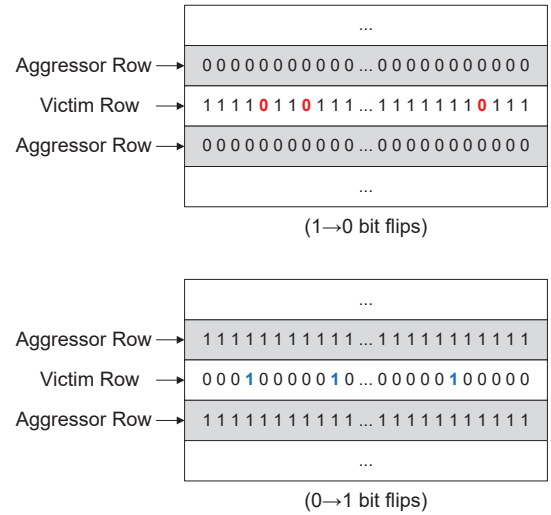 ...
Aggressor Row 0 0 0 0 0 0 0 0 0 0 0 ... 0 0 0 0 0 0 0 0 0 0 0
Victim Row 1 1 1 1 0 1 1 0 1 1 1 ... 1 1 1 1 1 1 1 0 1 1 1
Aggressor Row 0 0 0 0 0 0 0 0 0 0 0 ... 0 0 0 0 0 0 0 0 0 0 0
...
(1→0 bit flips)
...
Aggressor Row 1 1 1 1 1 1 1 1 1 1 1 ... 1 1 1 1 1 1 1 1 1 1 1
Victim Row 0 0 0 1 0 0 0 0 0 1 0 ... 0 0 0 0 0 1 0 0 0 0 0
Aggressor Row 1 1 1 1 1 1 1 1 1 1 1 ... 1 1 1 1 1 1 1 1 1 1 1
...
(0→1 bit flips)